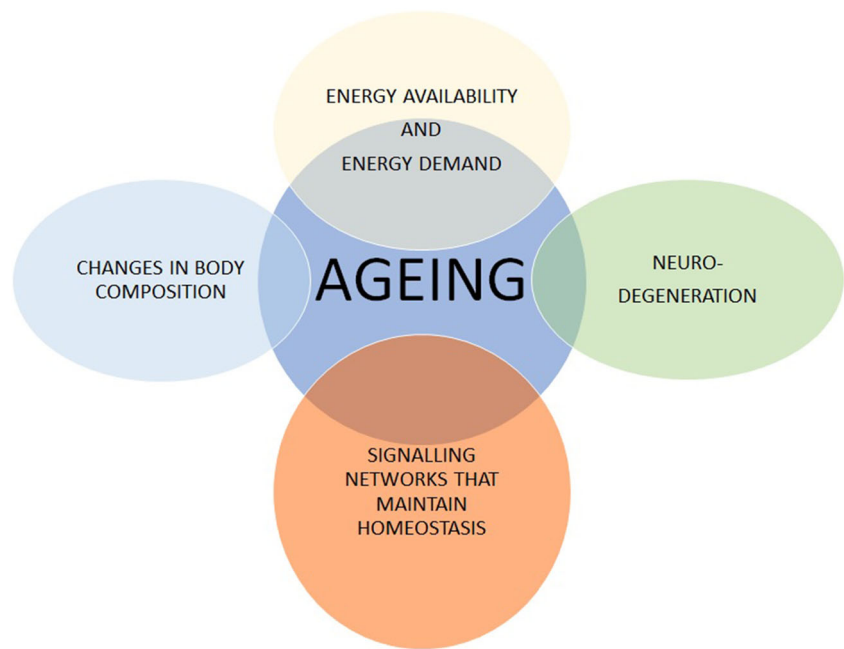 ENERGY AVAILABILITY
AND
ENERGY DEMAND
CHANGES IN BODY
COMPOSITION
AGEING
NEURO-
DEGENERATION
SIGNALLING
NETWORKS THAT
MAINTAIN
HOMEOSTASIS